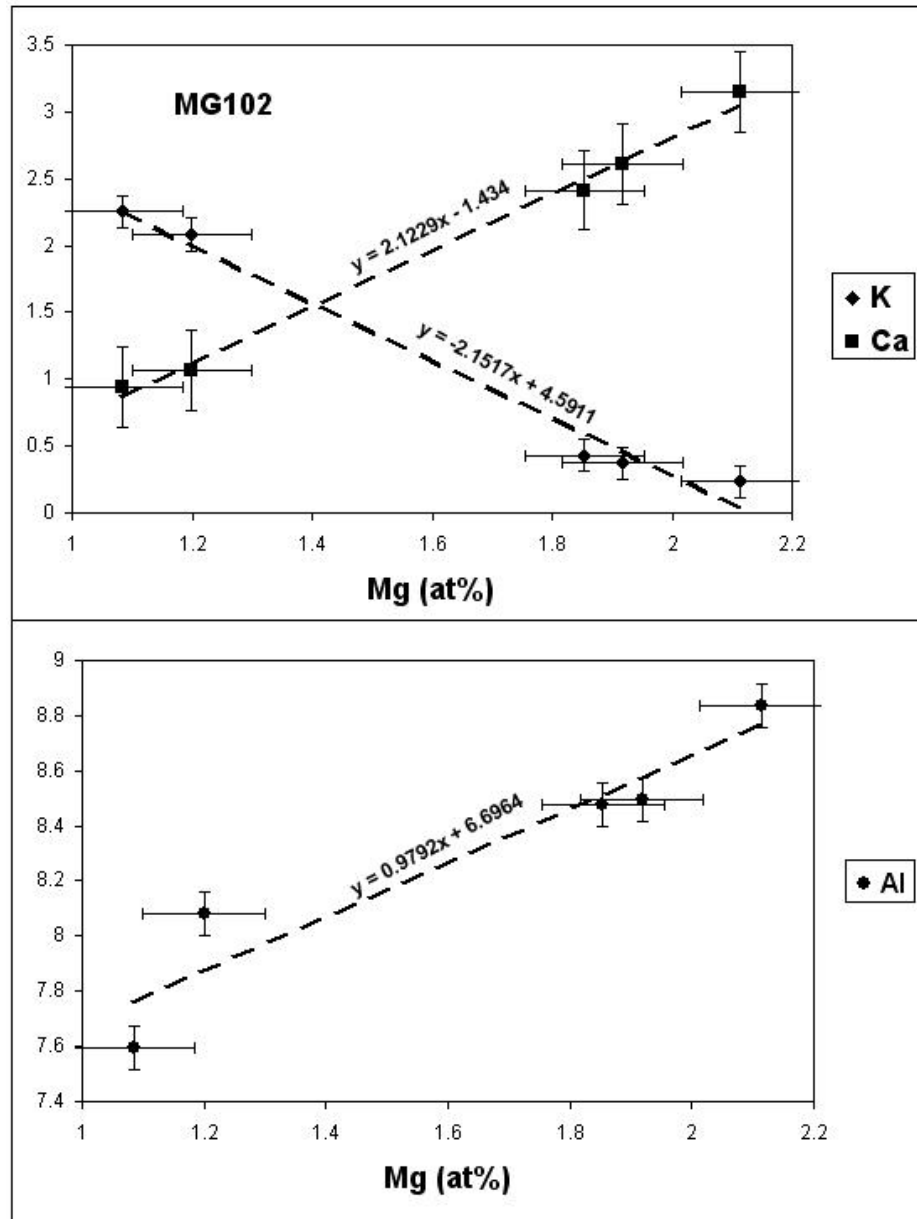 3.5
MG102
3
2.5
y = 2.1229x - 1.434
2
K
1.5
Ca
y = -2.1517x + 4.5911
1
0.5
0
1 1.2 1.4 1.6 1.8 2 2.2
Mg (at%)
9
8.8
8.6
y = 0.9792x + 6.6964
8.4
8.2
Al
8
7.8
7.6
7.4
1 1.2 1.4 1.6 1.8 2 2.2
Mg (at%)